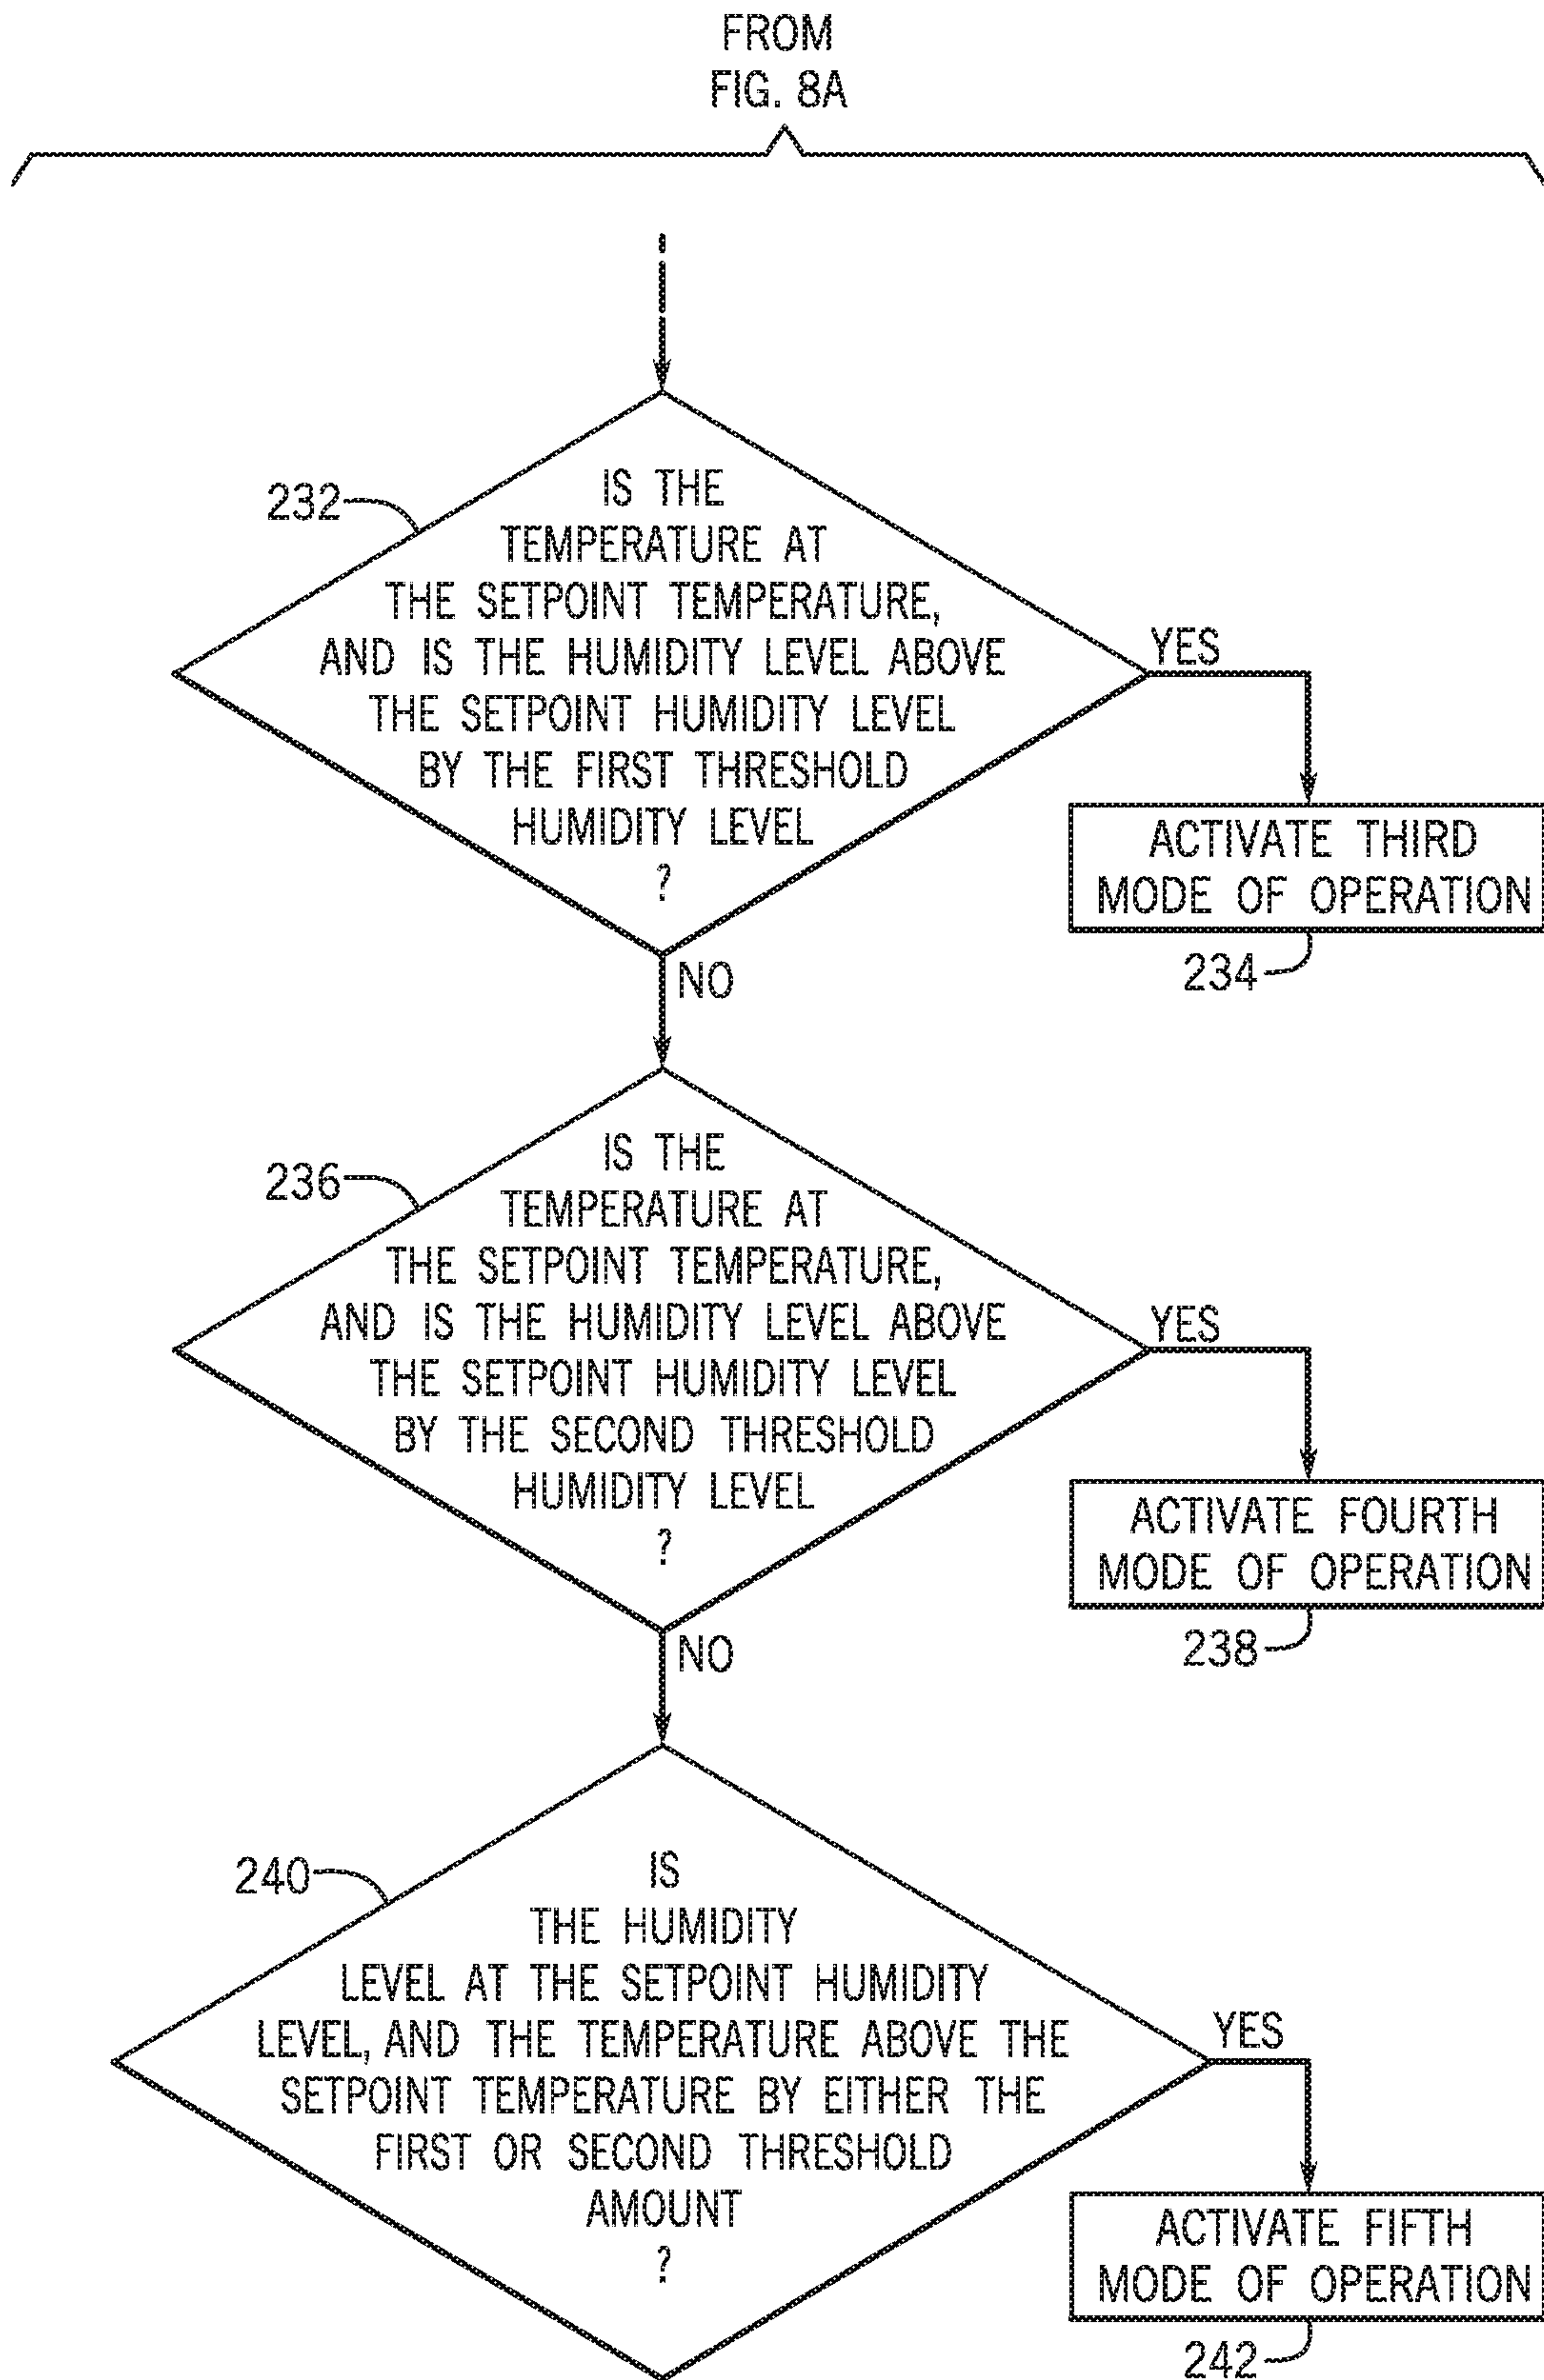 FROM
FIG. 8A
232
IS THE
TEMPERATURE AT
THE SETPOINT TEMPERATURE,
AND IS THE HUMIDITY LEVEL ABOVE
THE SETPOINT HUMIDITY LEVEL
BY THE FIRST THRESHOLD
HUMIDITY LEVEL
?
YES
ACTIVATE THIRD
MODE OF OPERATION
234
NO
236
IS THE
TEMPERATURE AT
THE SETPOINT TEMPERATURE,
AND IS THE HUMIDITY LEVEL ABOVE
THE SETPOINT HUMIDITY LEVEL
BY THE SECOND THRESHOLD
HUMIDITY LEVEL
?
YES
ACTIVATE FOURTH
MODE OF OPERATION
238
NO
240
IS
THE HUMIDITY
LEVEL AT THE SETPOINT HUMIDITY
LEVEL, AND THE TEMPERATURE ABOVE THE
SETPOINT TEMPERATURE BY EITHER THE
FIRST OR SECOND THRESHOLD
AMOUNT
?
YES
ACTIVATE FIFTH
MODE OF OPERATION
242